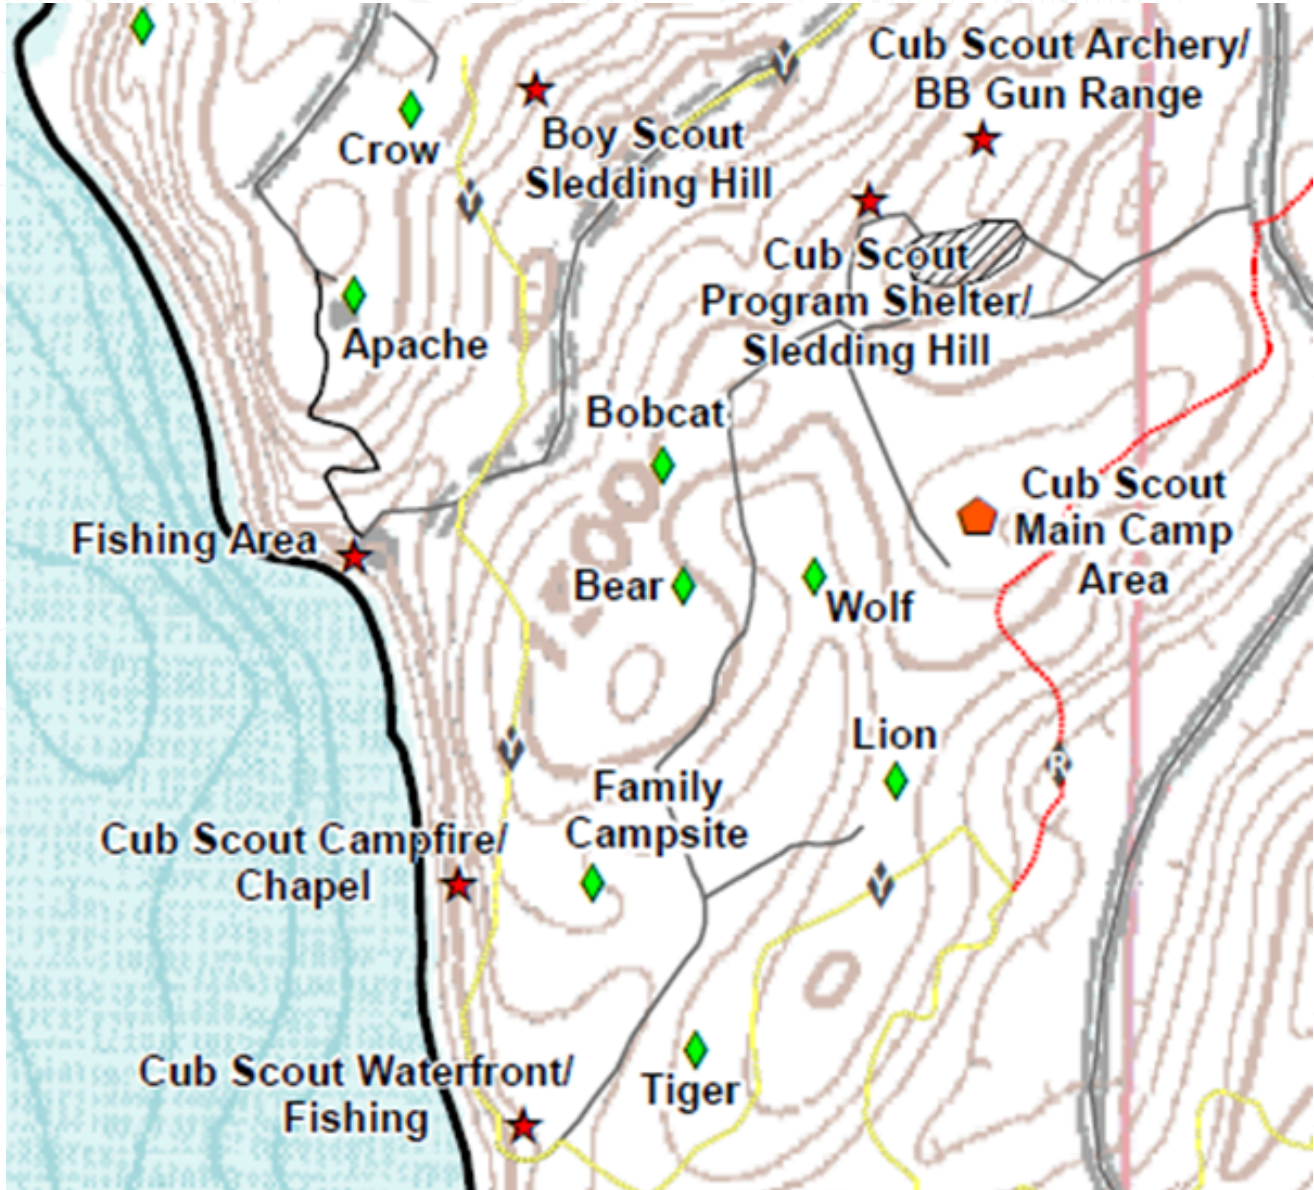 Cub Scout Archery/
BB Gun Range
Crow
Boy Scout
Sledding Hill
Y
Y
Cub Scout
Program Shelter/
Sledding Hill
Apache
Bobcat
1500
Cub Scout
Main Camp
Area
Fishing Area
Bear
Wolf
Lion
Y
R
Family
Campsite
Cub Scout Campfire/
Chapel
Y
Cub Scout Waterfront/
Fishing
Tiger